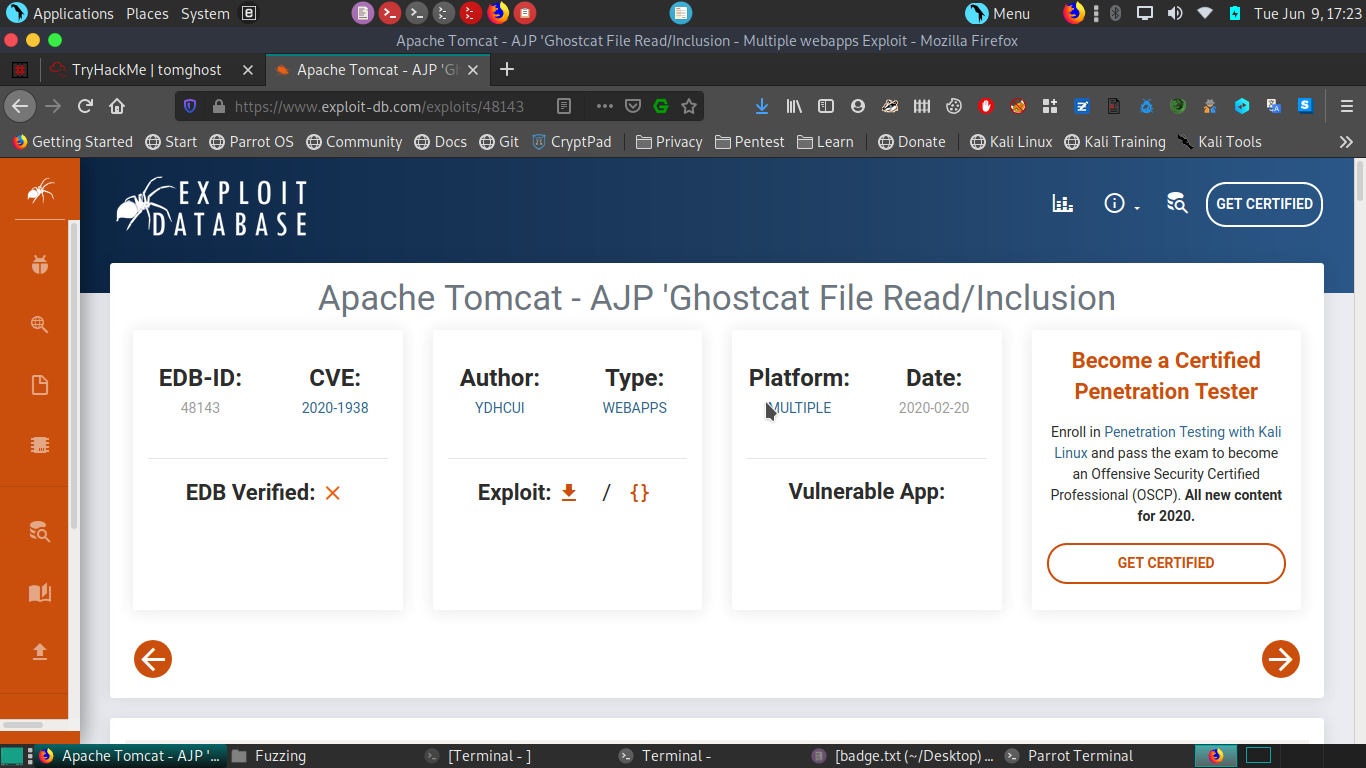 Applications Places System Menu Tue Jun 9, 17:23
Apache Tomcat - AJP 'Ghostcat File Read/Inclusion - Multiple webapps Exploit - Mozilla Firefox
TryHackMe | tomghost Apache Tomcat - AJP 'Gh
https://www.exploit-db.com/exploits/48143
Getting Started Start Parrot OS Community Docs Git CryptPad Privacy Pentest Learn Donate Kali Linux Kali Training Kali Tools
EXPLOIT
DATABASE
GET CERTIFIED
Apache Tomcat - AJP 'Ghostcat File Read/Inclusion
EDB-ID:
48143
CVE:
2020-1938
EDB Verified:
Author:
YDHCUI
Type:
WEBAPPS
Exploit: / {}
Platform:
MULTIPLE
Date:
2020-02-20
Vulnerable App:
Become a Certified
Penetration Tester
Enroll in Penetration Testing with Kali
Linux and pass the exam to become
an Offensive Security Certified
Professional (OSCP). All new content
for 2020.
GET CERTIFIED
Apache Tomcat - AJP '... Fuzzing [Terminal - ] Terminal - [badge.txt (~/Desktop) ... Parrot Terminal